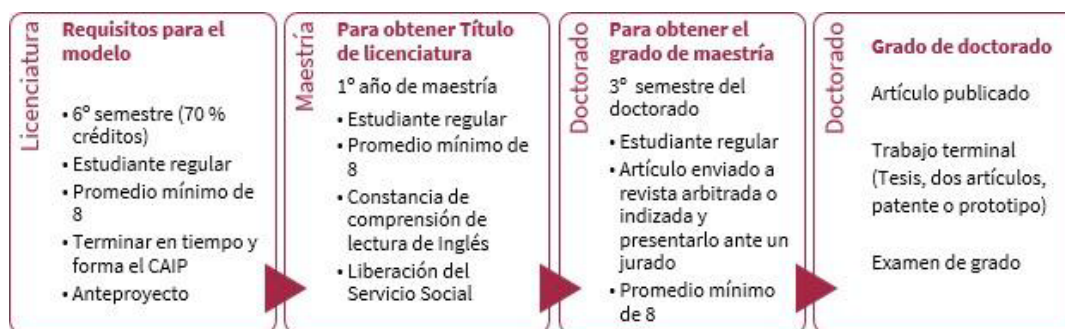 Licenciatura
Requisitos para el
modelo
• 6º semestre (70 %
créditos)
• Estudiante regular
• Promedio mínimo de
8
• Terminar en tiempo y
forma el CAIP
• Anteproyecto
Maestría
Para obtener Título
de licenciatura
1º año de maestría
• Estudiante regular
• Promedio mínimo de
8
• Constancia de
comprensión de
lectura de Inglés
• Liberación del
Servicio Social
Doctorado
Para obtener el
grado de maestría
3º semestre del
doctorado
• Estudiante regular
• Artículo enviado a
revista arbitrada o
indizada y
presentarlo ante un
jurado
• Promedio mínimo
de 8
Doctorado
Grado de doctorado
Artículo publicado
Trabajo terminal
(Tesis, dos artículos,
patente o prototipo)
Examen de grado